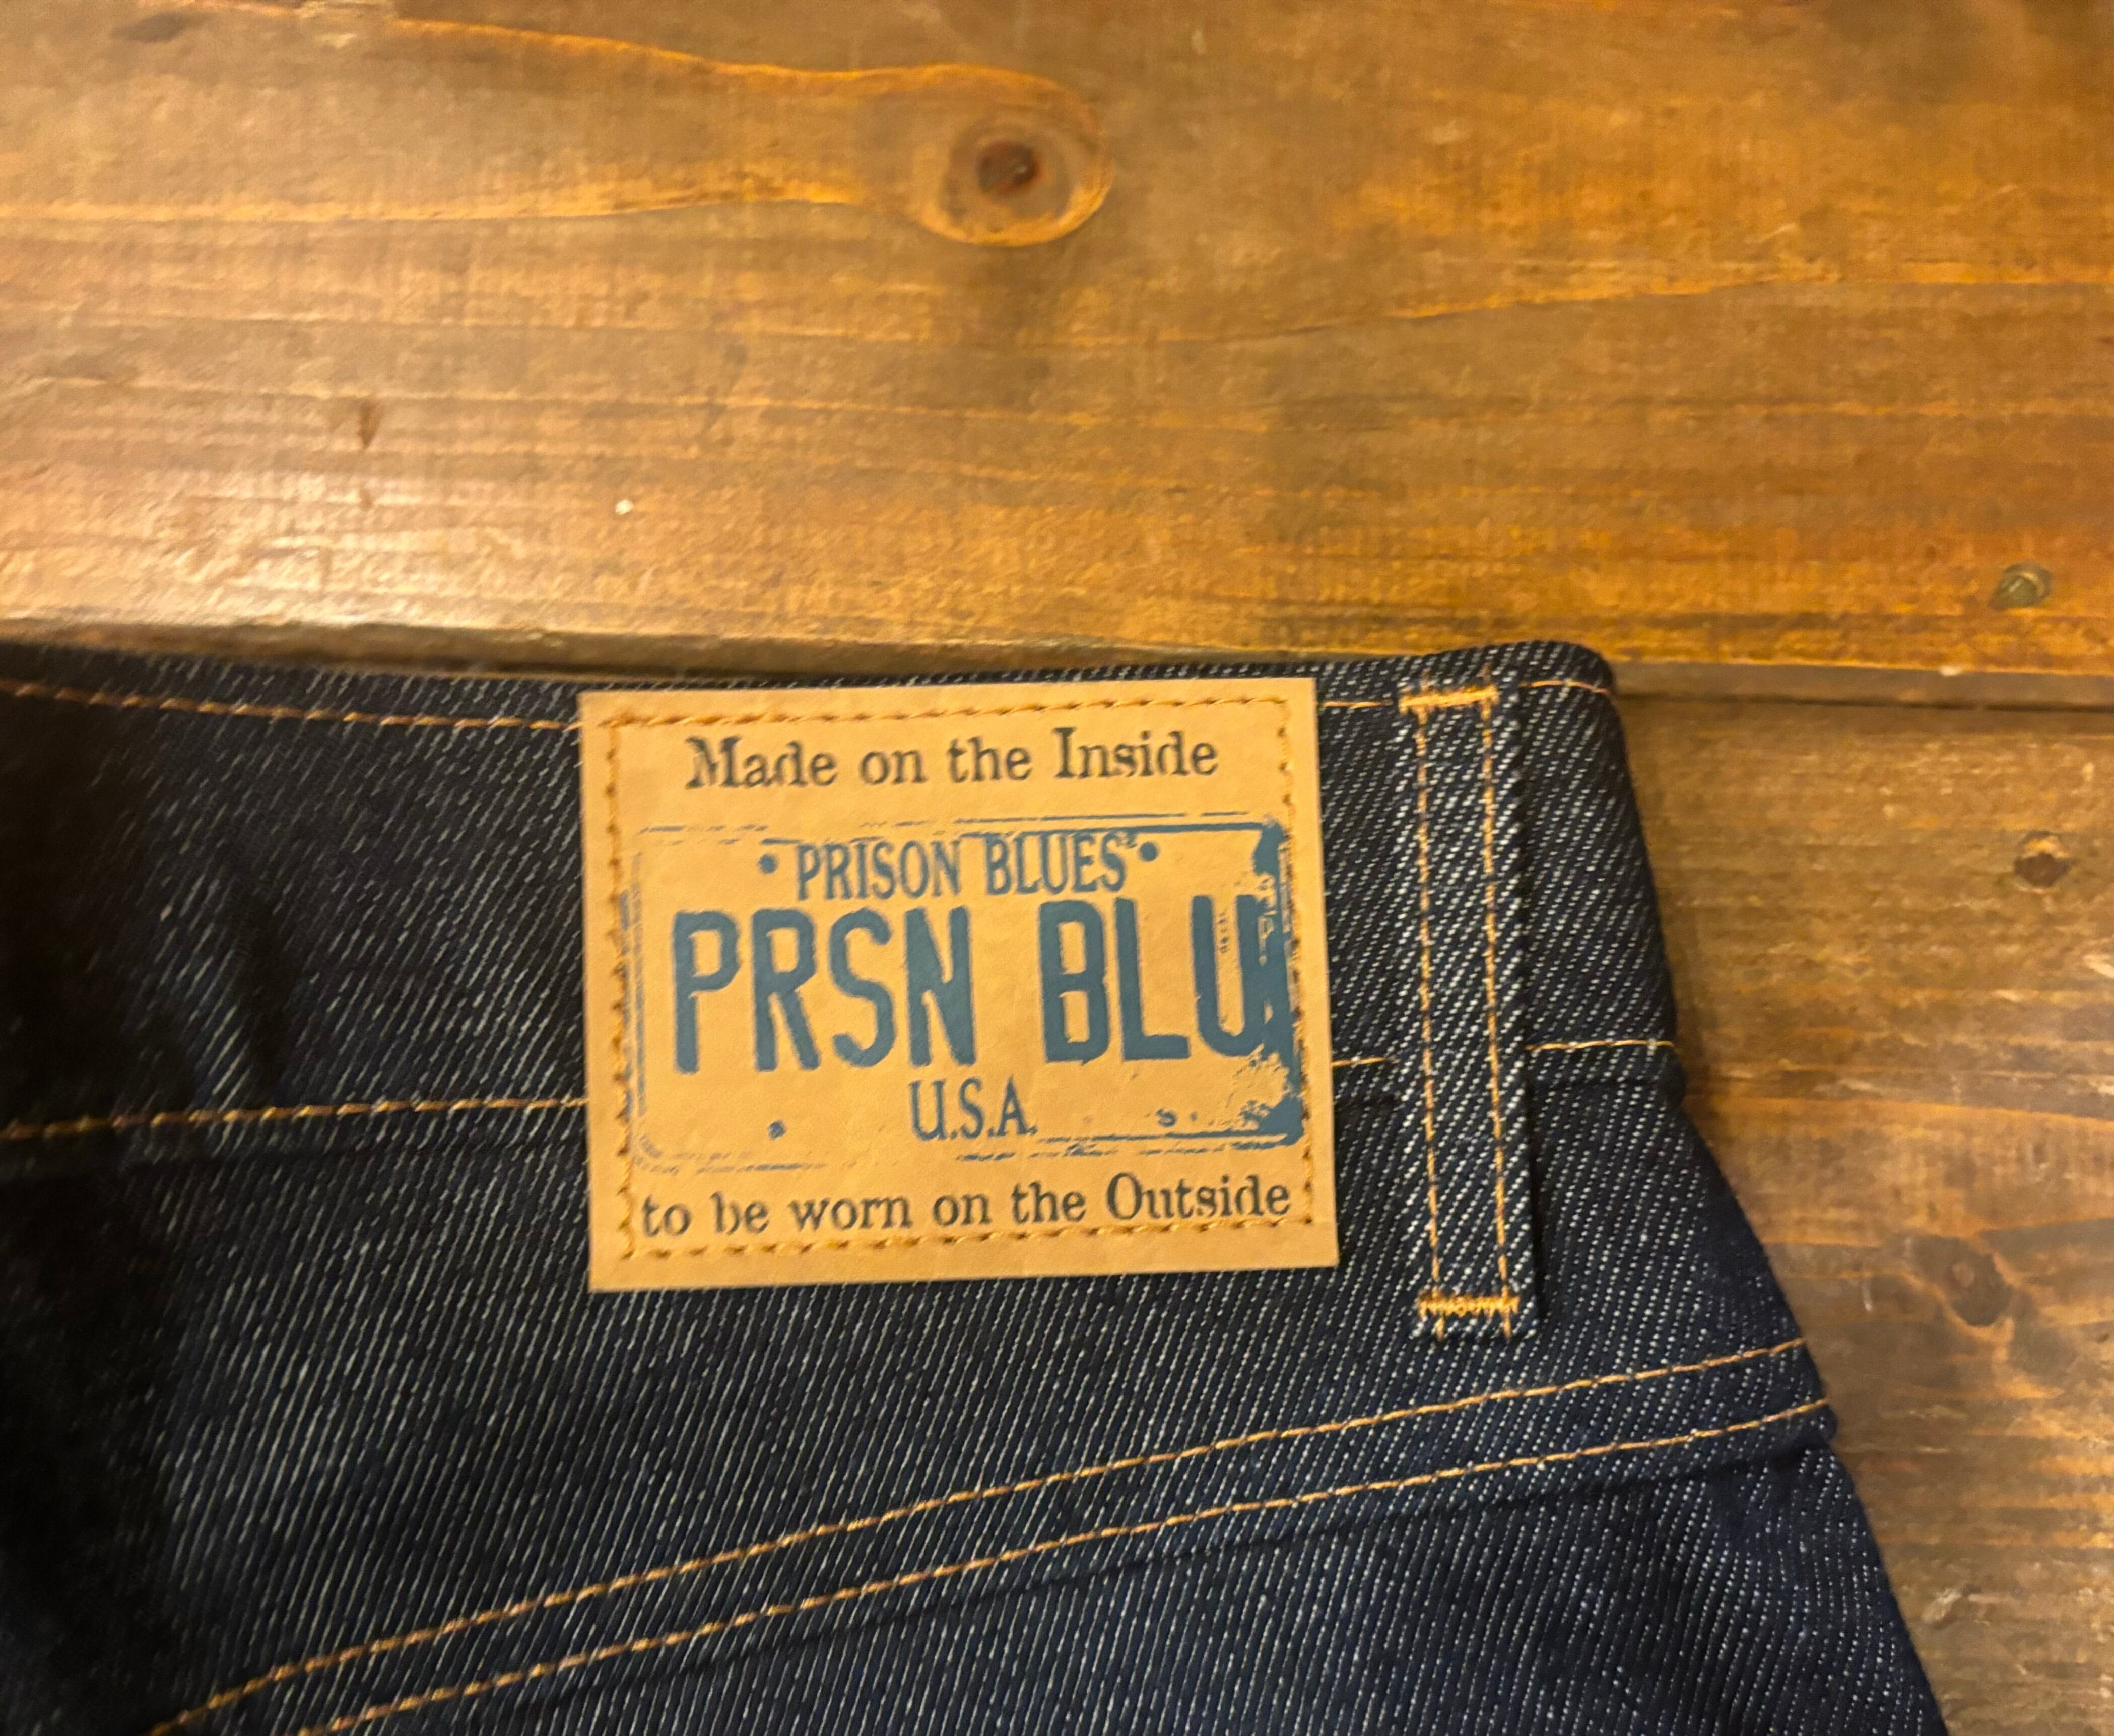 Made on the Inside
• PRISON BLUES •
PRSN BLU
U.S.A.
to be worn on the Outside